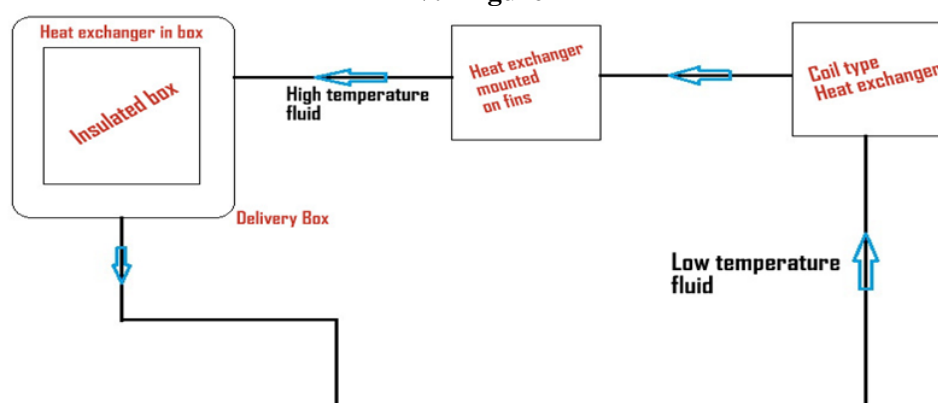 Heat exchanger in box
Insulated box
High temperature
fluid
Heat exchanger
mounted
on fins
Coil type
Heat exchanger
Delivery Box
Low temperature
fluid